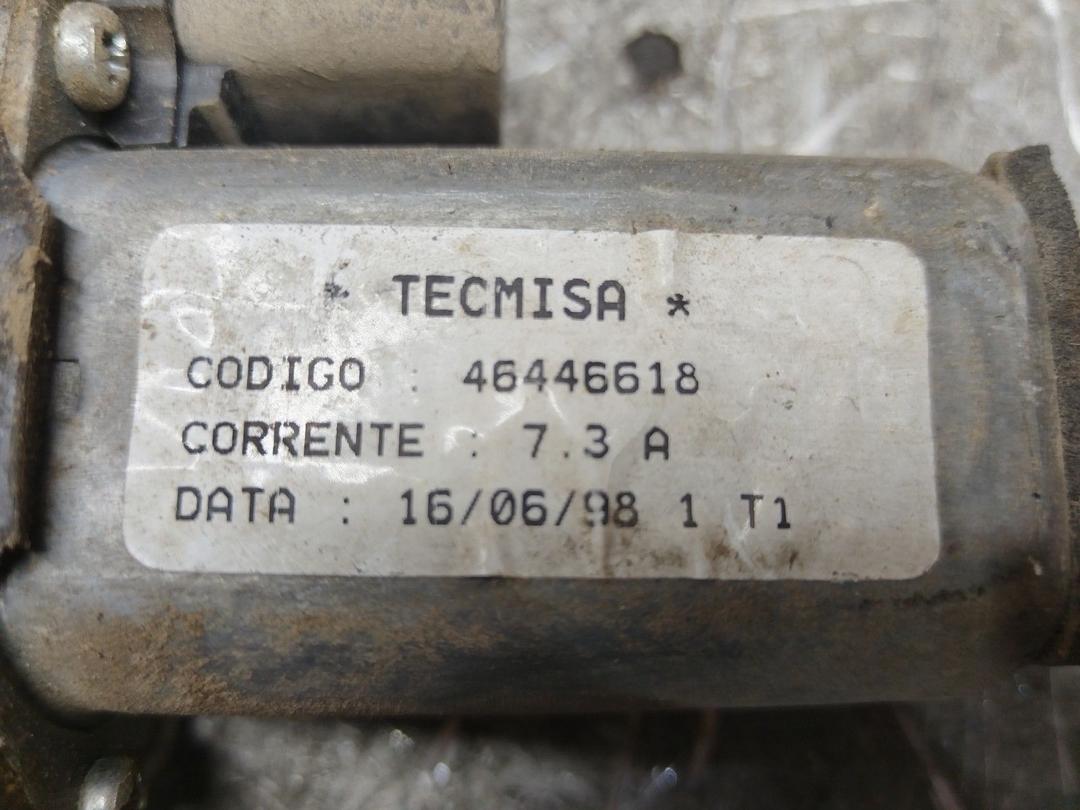 * TECMISA *
CODIGO : 46446618
CORRENTE : 7.3 A
DATA : 16/06/98 1 T1